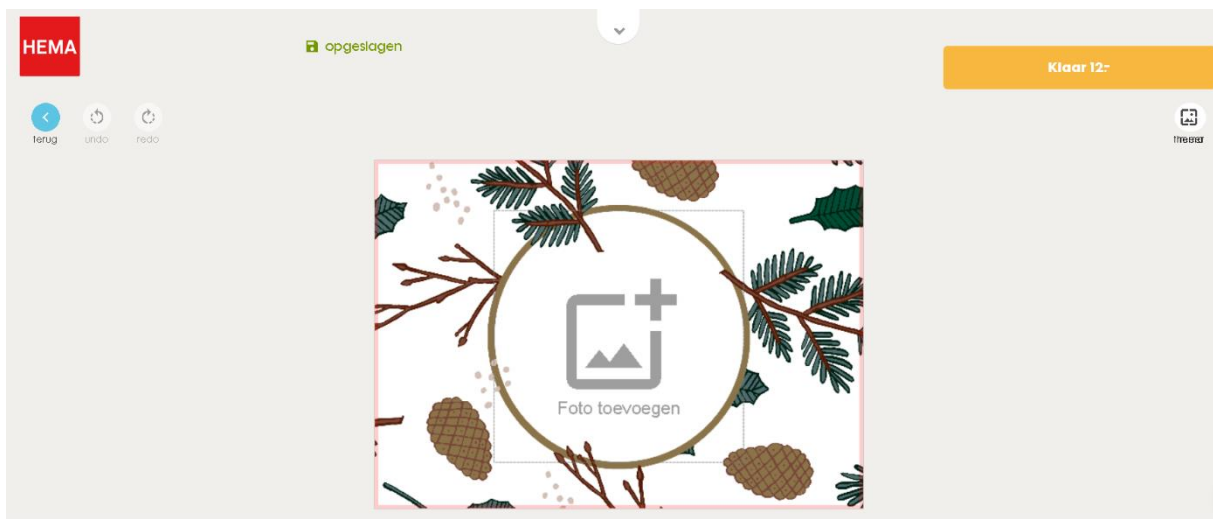 HEMA
opgeslagen
Klaar 12:-
terug
undo
redo
Foto toevoegen